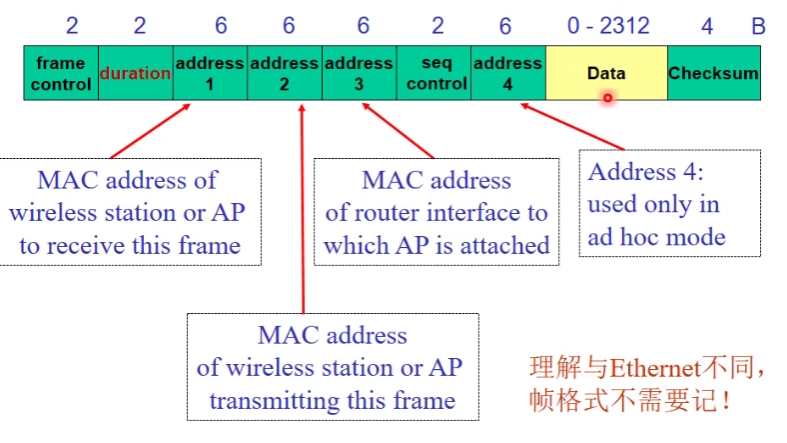 2 2 6 6 6 2 6 0 - 2312 4 B
frame control duration address 1 address 2 address 3 seq control address 4 Data Checksum
MAC address of
wireless station or AP
to receive this frame
MAC address
of router interface to
which AP is attached
Address 4:
used only in
ad hoc mode
MAC address
of wireless station or AP
transmitting this frame
理解与Ethernet不同，
帧格式不需要记！